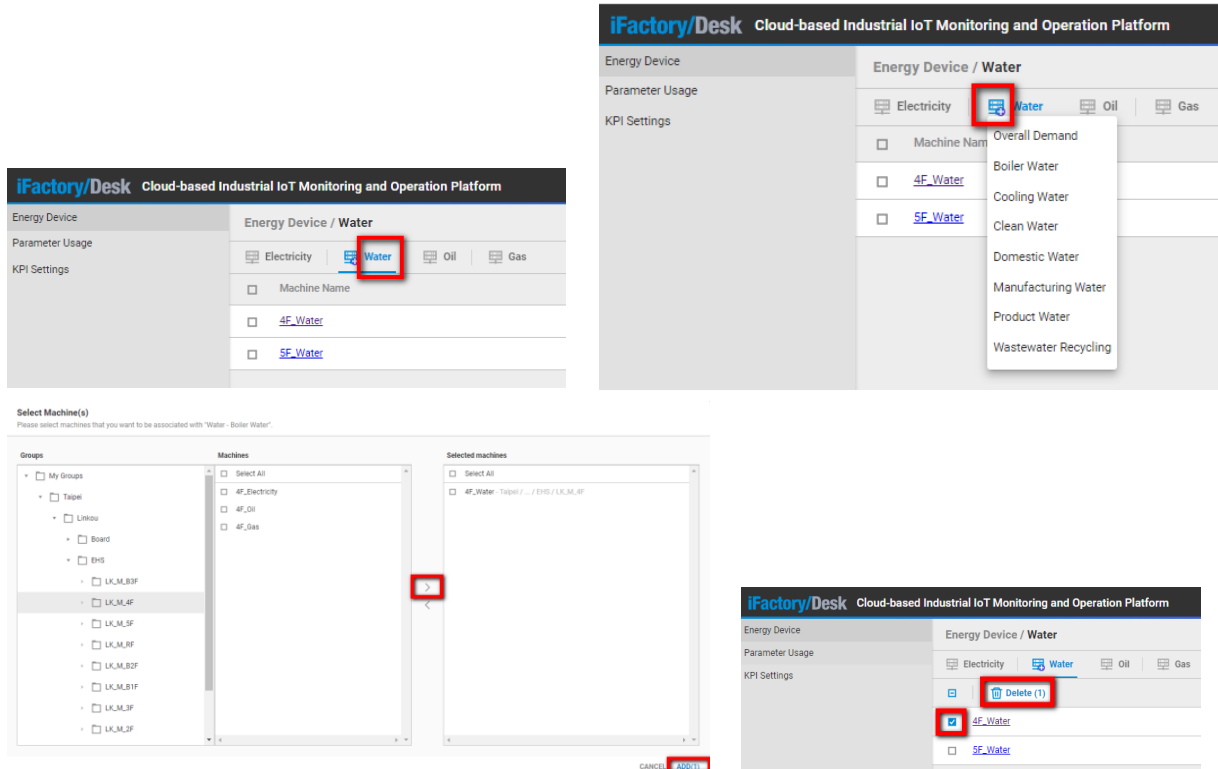 iFactory/Desk Cloud-based Industrial IoT Monitoring and Operation Platform
Energy Device
Parameter Usage
KPI Settings
Energy Device / Water
Electricity Water Oil Gas
Machine Name
4F_Water
5F_Water
iFactory/Desk Cloud-based Industrial IoT Monitoring and Operation Platform
Energy Device
Parameter Usage
KPI Settings
Energy Device / Water
Electricity Water Oil Gas
Machine Nam
4F_Water
5F_Water
Overall Demand
Boiler Water
Cooling Water
Clean Water
Domestic Water
Manufacturing Water
Product Water
Wastewater Recycling
Select Machine(s)
Please select machines that you want to be associated with "Water - Boiler Water".
Groups
My Groups
Taipei
Linkou
Board
EHS
LK_M_B3F
LK_M_4F
LK_M_5F
LK_M_RF
LK_M_B2F
LK_M_B1F
LK_M_3F
LK_M_2F
Machines
Select All
4F_Electricity
4F_Oil
4F_Gas
Selected machines
Select All
4F_Water - Taipei / ... / EHS / LK_M_4F
CANCEL ADD(1)
iFactory/Desk Cloud-based Industrial IoT Monitoring and Operation Platform
Energy Device
Parameter Usage
KPI Settings
Energy Device / Water
Electricity Water Oil Gas
Delete (1)
4F_Water
5F_Water